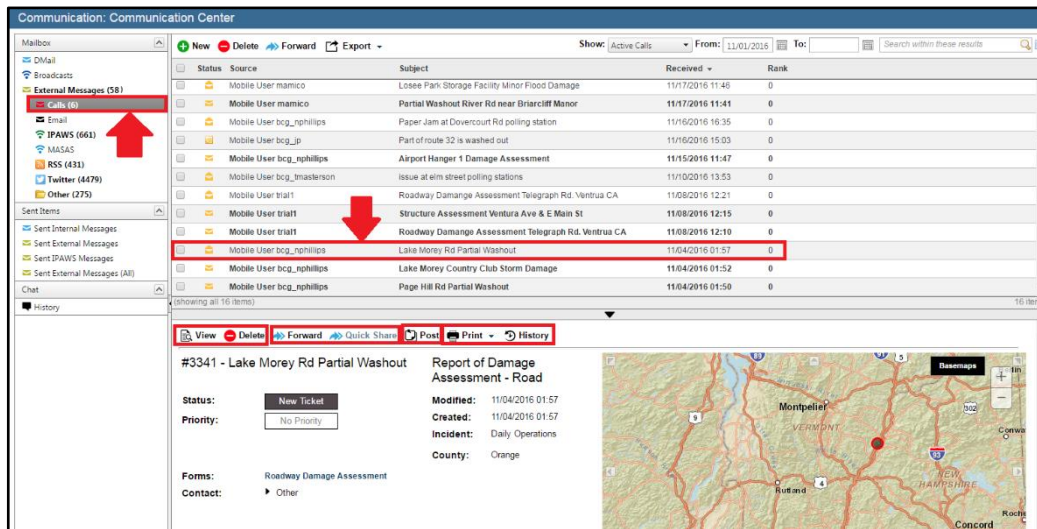 Communication: Communication Center
Mailbox
DMail
Broadcasts
External Messages (58)
Calls (6)
Email
IPAWS (661)
MASAS
RSS (431)
Twitter (4479)
Other (275)
Sent Items
Sent Internal Messages
Sent External Messages
Sent IPAWS Messages
Sent External Messages (All)
Chat
History
New Delete Forward Export Show: Active Calls From: 11/01/2016 To: Search within these results
Status Source Subject Received Rank
Mobile User mamico Losee Park Storage Facility Minor Flood Damage 11/17/2016 11:46 0
Mobile User mamico Partial Washout River Rd near Briarcliff Manor 11/17/2016 11:41 0
Mobile User bcg_nphillips Paper Jam at Dovercourt Rd polling station 11/16/2016 16:35 0
Mobile User bcg_jp Part of route 32 is washed out 11/16/2016 15:03 0
Mobile User bcg_nphillips Airport Hanger 1 Damage Assessment 11/15/2016 11:47 0
Mobile User bcg_tmasterson issue at elm street polling stations 11/10/2016 13:53 0
Mobile User trial1 Roadway Damange Assessment Telegraph Rd. Ventrua CA 11/08/2016 12:21 0
Mobile User trial1 Structure Assessment Ventura Ave & E Main St 11/08/2016 12:15 0
Mobile User trial1 Roadway Damange Assessment Telegraph Rd. Ventrua CA 11/08/2016 12:10 0
Mobile User bcg_nphillips Lake Morey Rd Partial Washout 11/04/2016 01:57 0
Mobile User bcg_nphillips Lake Morey Country Club Storm Damage 11/04/2016 01:52 0
Mobile User bcg_nphillips Page Hill Rd Partial Washout 11/04/2016 01:50 0
(showing all 16 items) 16 iter
View Delete Forward Quick Share Post Print History
#3341 - Lake Morey Rd Partial Washout
Status: New Ticket
Priority: No Priority
Forms: Roadway Damage Assessment
Contact: Other
Report of Damage
Assessment - Road
Modified: 11/04/2016 01:57
Created: 11/04/2016 01:57
Incident: Daily Operations
County: Orange
Basemaps
+
−
89
91
5
302
9
Montpelier
VERMONT
Conwa
93
NEW
HAMPSHIRE
Rutland
4
Roch
Concord